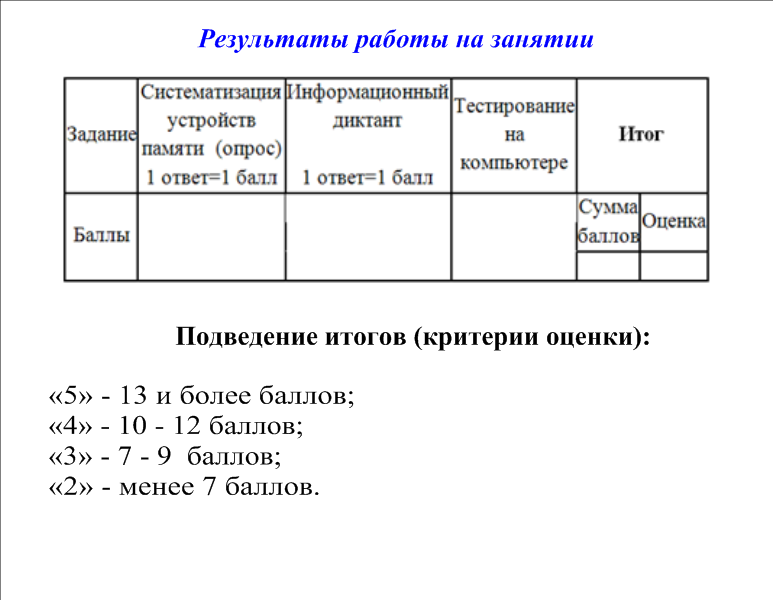 Результаты работы на занятии
Задание
Систематизация
устройств
памяти (опрос)
1 ответ=1 балл
Информационный
диктант
1 ответ=1 балл
Тестирование
на
компьютере
Итог
Баллы
Сумма
баллов
Оценка
Подведение итогов (критерии оценки):
«5» - 13 и более баллов;
«4» - 10 - 12 баллов;
«3» - 7 - 9 баллов;
«2» - менее 7 баллов.